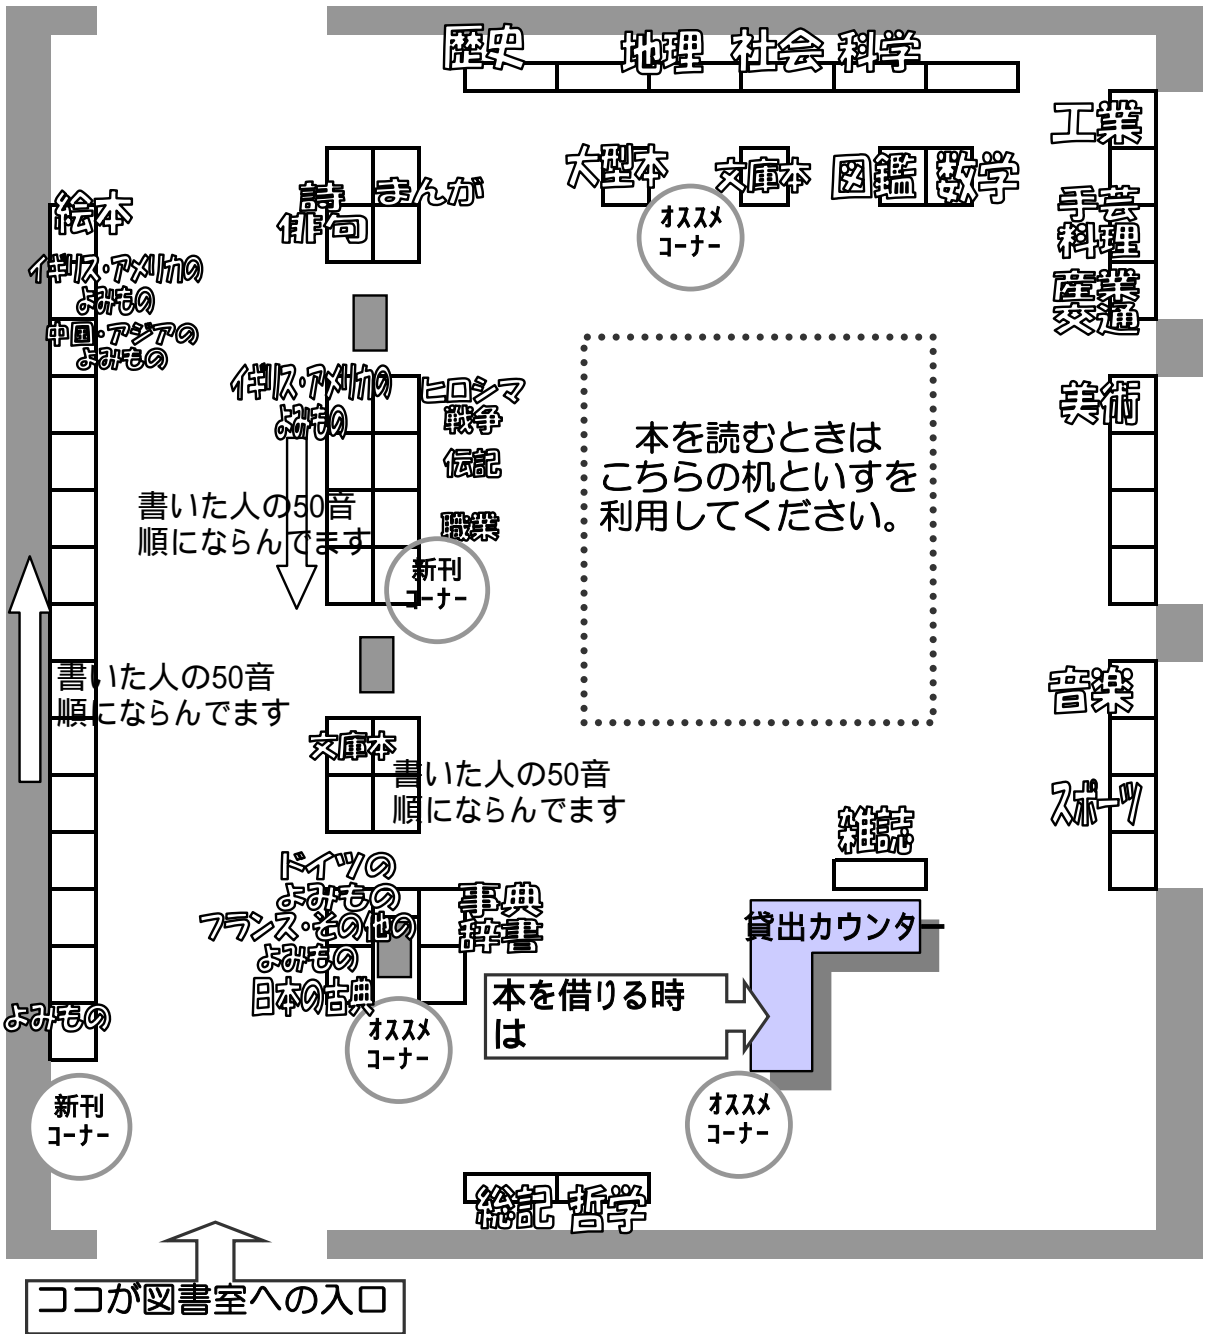 歴史
地理
社会
科学
工業
大型本
文庫本
図鑑
数学
詩
俳句
まんが
手芸
料理
絵本
オススメ
コーナー
イギリス・アメリカの
よみもの
産業
交通
中国・アジアの
よみもの
イギリス・アメリカの
よみもの
ヒロシマ
戦争
美術
本を読むときは
こちらの机といすを
利用してください。
伝記
書いた人の50音
順にならんでます
職業
新刊
コーナー
書いた人の50音
順にならんでます
音楽
文庫本
書いた人の50音
順にならんでます
スポーツ
雑誌
ドイツの
よみもの
フランス・その他の
よみもの
日本の古典
事典
辞書
貸出カウンター
本を借りる時
は
よみもの
オススメ
コーナー
新刊
コーナー
オススメ
コーナー
総記
哲学
ココが図書室への入口